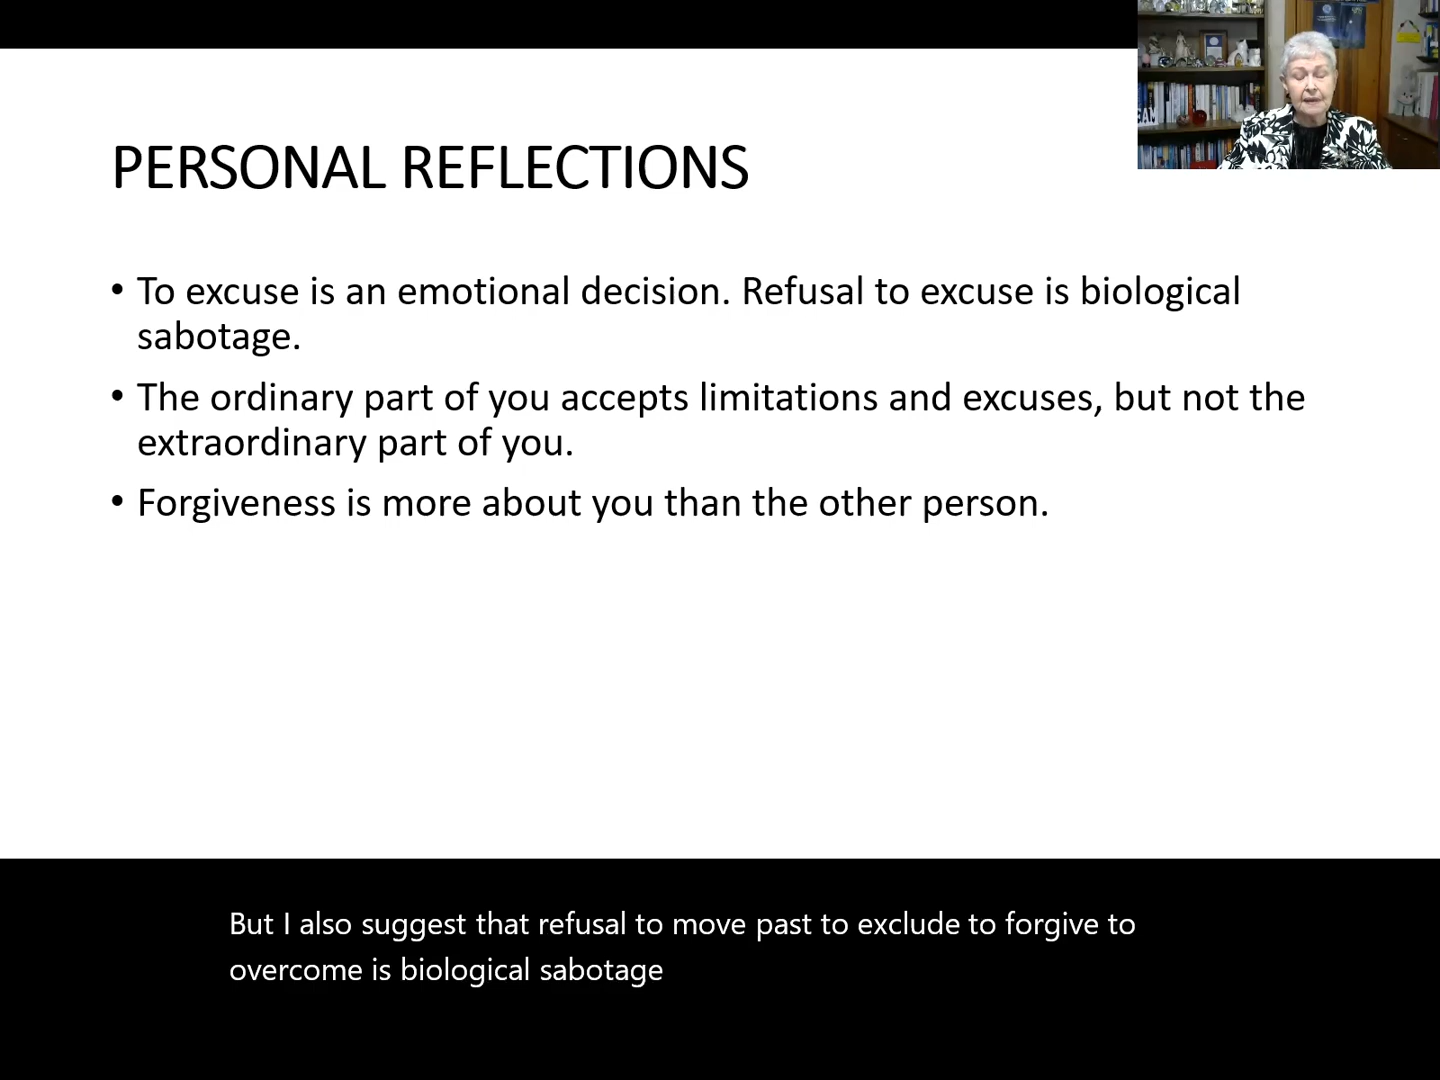 PERSONAL REFLECTIONS
• To excuse is an emotional decision. Refusal to excuse is biological
sabotage.
• The ordinary part of you accepts limitations and excuses, but not the
extraordinary part of you.
• Forgiveness is more about you than the other person.
But I also suggest that refusal to move past to exclude to forgive to
overcome is biological sabotage